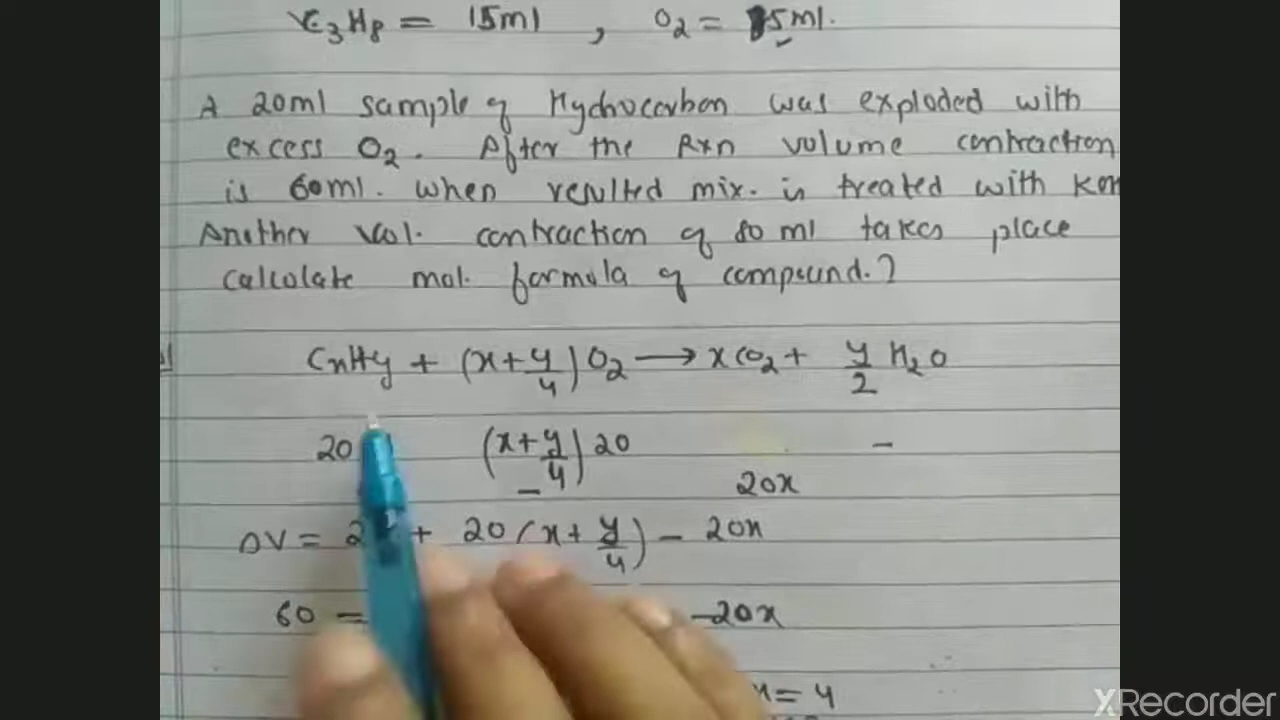 C₃H₈ = 15ml , O₂ = 5ml.
A 20ml sample of Hydrocarbon was exploded with
excess O₂. After the Rxn volume contraction
is 60ml. when resulted mix. is treated with KOH
Another Vol. contraction of 80 ml takes place
calculate mol. formula of compound.?
CxHy + (x+y/4)O₂ → xCO₂ + y/2 H₂O
20 (x+y/4)20 –
– 20x
ΔV = + 20(x+y/4) – 20x
60 = –20x
x = 4
XRecorder